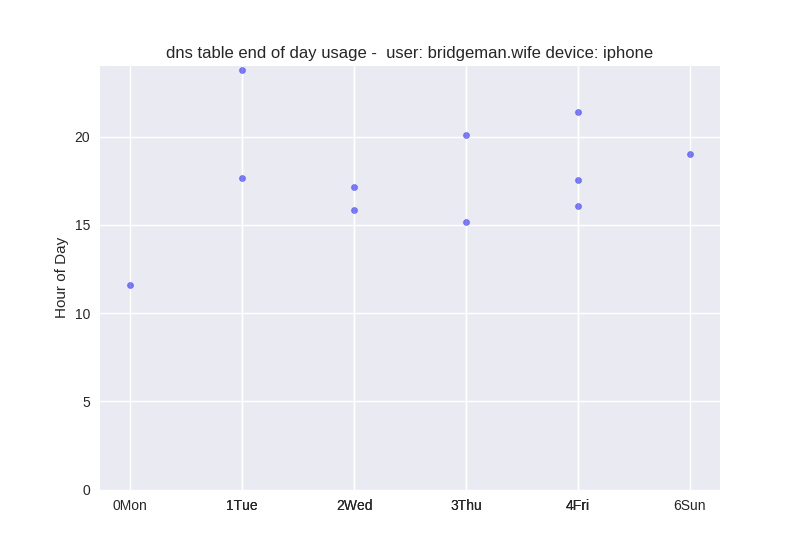 dns table end of day usage -  user: bridgeman.wife device: iphone
Hour of Day
20
15
10
5
0
0Mon 1Tue 2Wed 3Thu 4Fri 6Sun